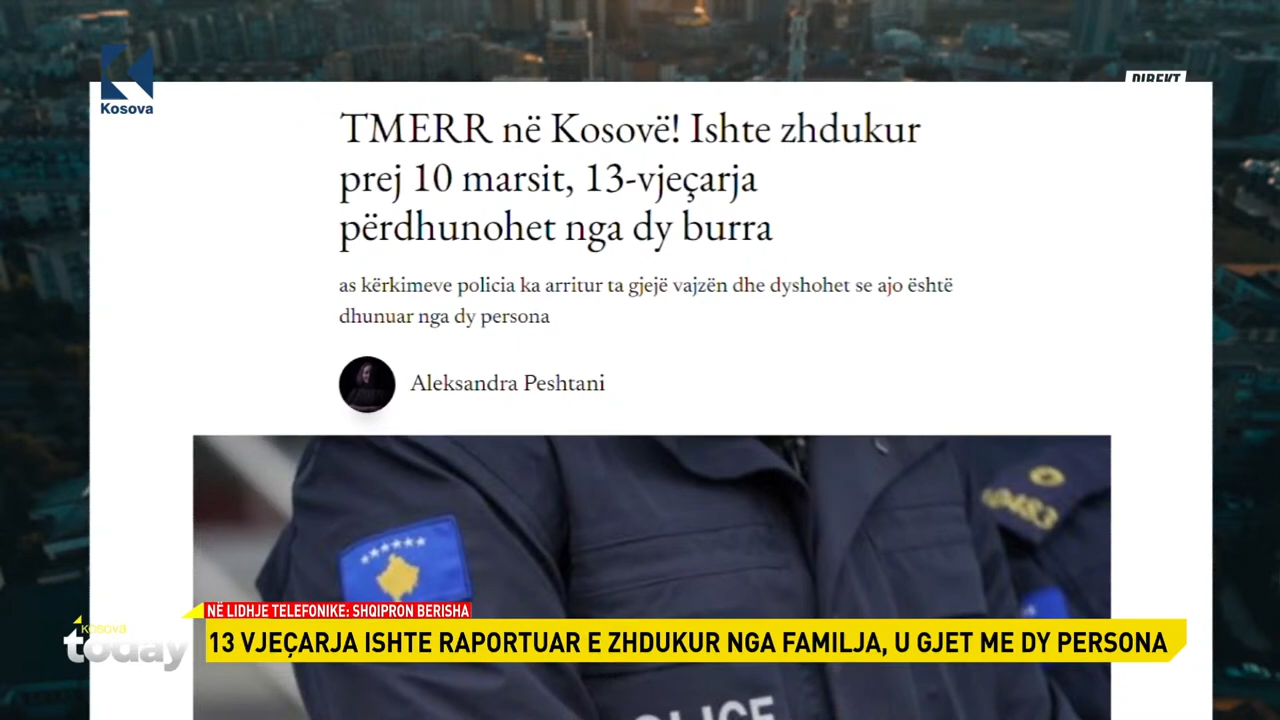 Kosova
DIREKT
TMERR në Kosovë! Ishte zhdukur
prej 10 marsit, 13-vjeçarja
përdhunohet nga dy burra
as kërkimeve policia ka arritur ta gjejë vajzën dhe dyshohet se ajo është
dhunuar nga dy persona
Aleksandra Peshtani
NË LIDHJE TELEFONIKE: SHQIPRON BERISHA
kosova
today
13 VJEÇARJA ISHTE RAPORTUAR E ZHDUKUR NGA FAMILJA, U GJET ME DY PERSONA